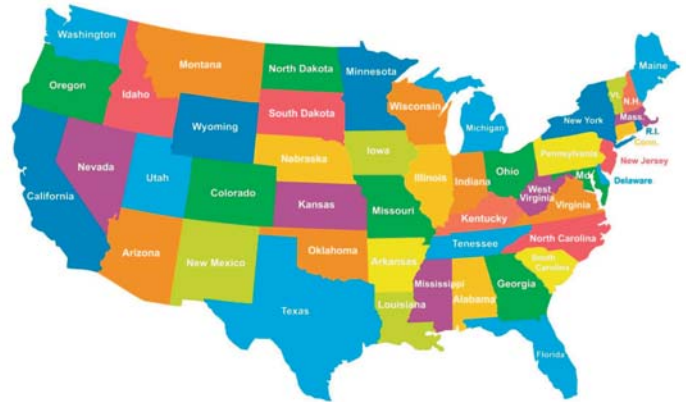 Washington
Montana
North Dakota
Minnesota
Maine
Oregon
Idaho
South Dakota
Wisconsin
Michigan
Vt.
N.H.
New York
Mass.
R.I.
Conn.
Wyoming
Nebraska
Iowa
Pennsylvania
New Jersey
Nevada
Utah
Colorado
Kansas
Missouri
Illinois
Indiana
Ohio
Md.
Delaware
West
Virginia
Virginia
California
Kentucky
Arizona
New Mexico
Oklahoma
Arkansas
Tenessee
North Carolina
South
Carolina
Texas
Louisiana
Mississippi
Alabama
Georgia
Florida